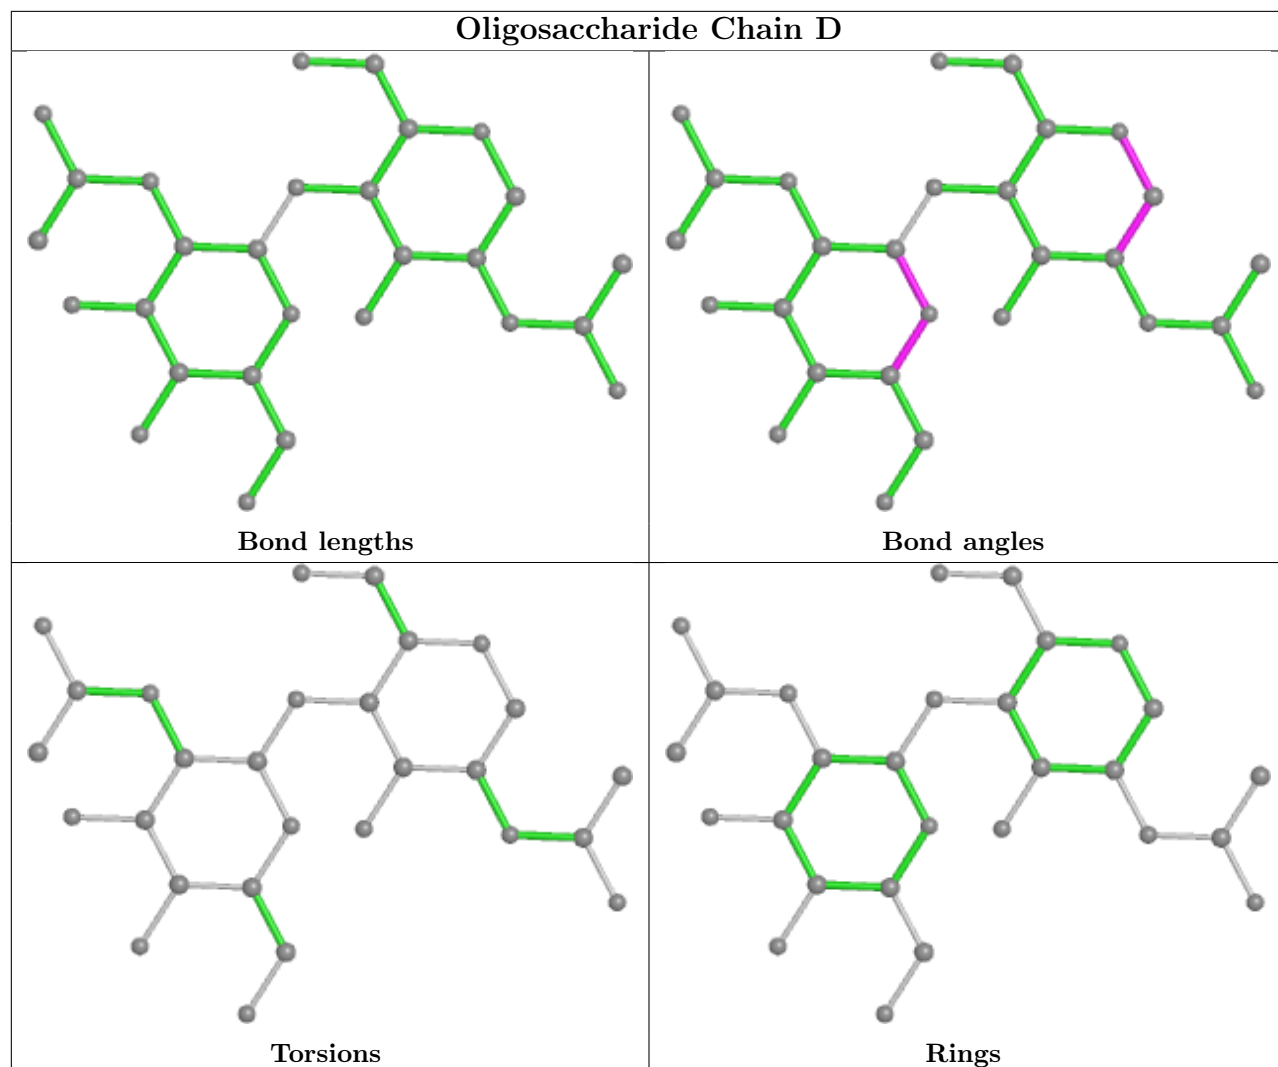 Oligosaccharide Chain D
Bond lengths
Bond angles
Torsions
Rings